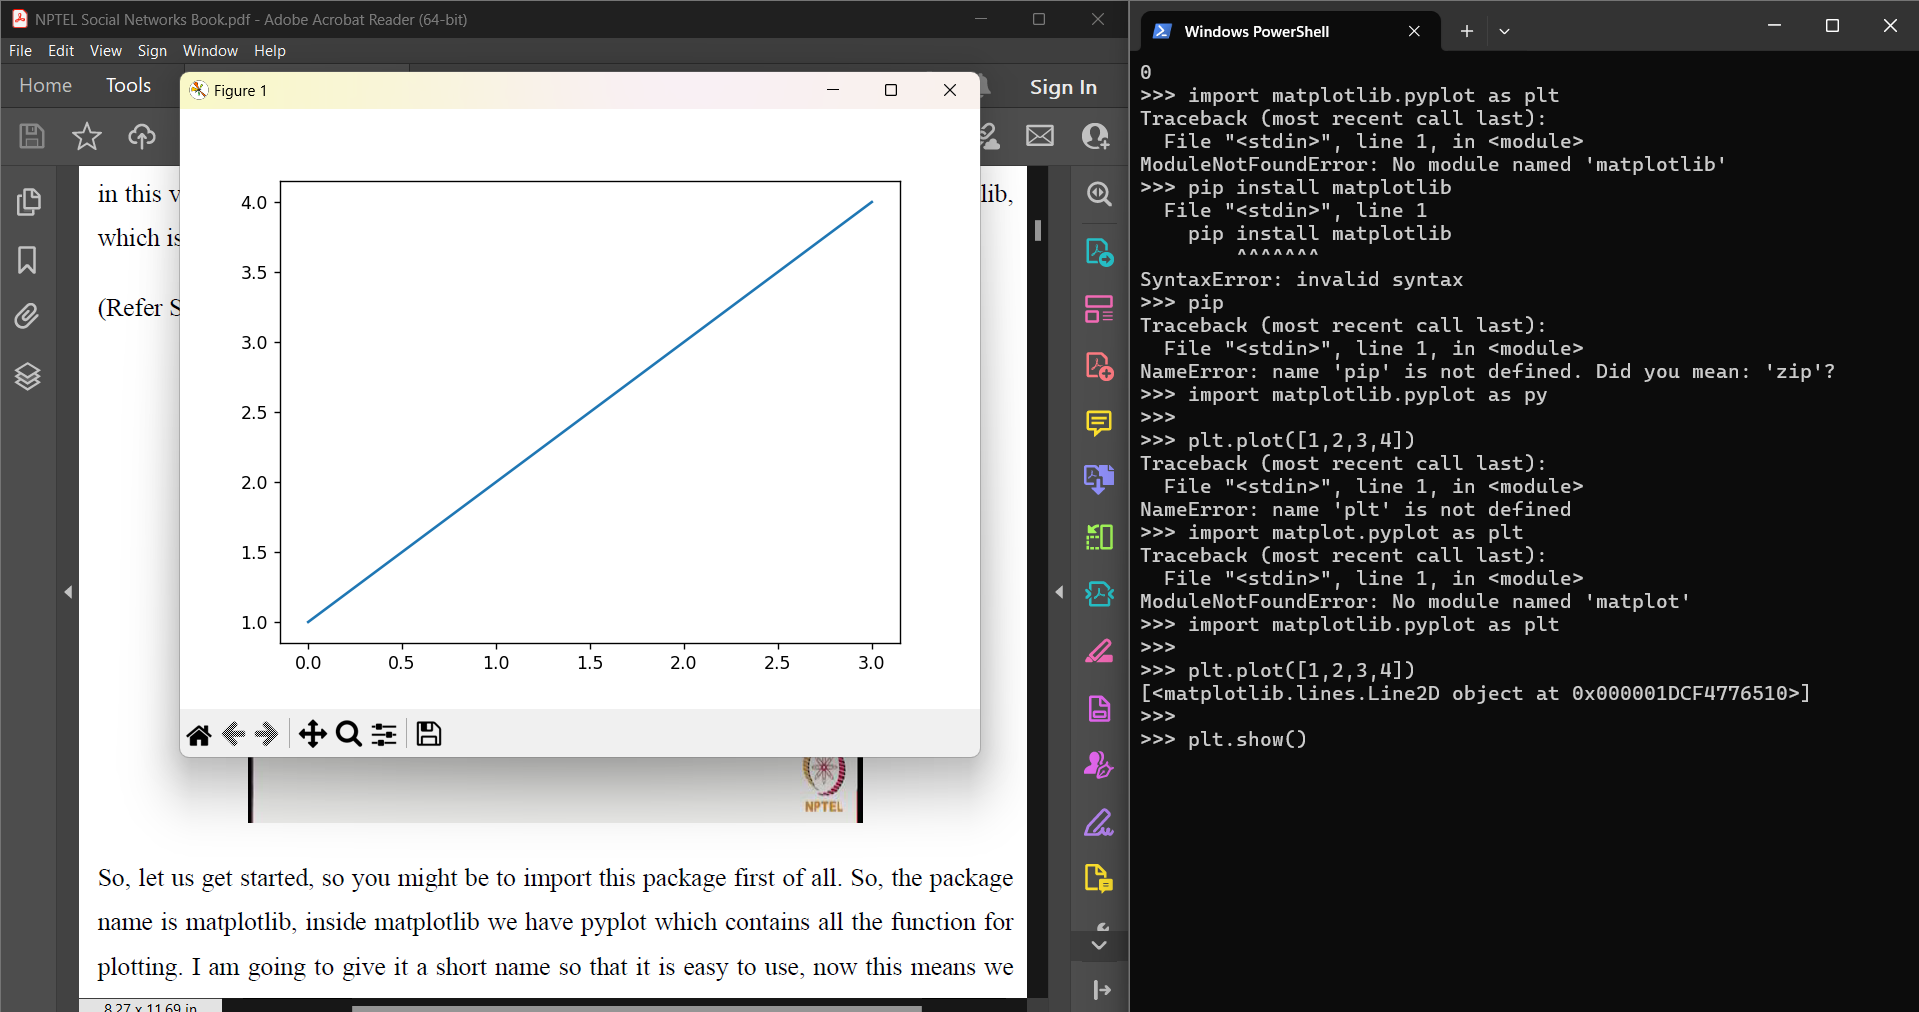 NPTEL Social Networks Book.pdf - Adobe Acrobat Reader (64-bit)
File Edit View Sign Window Help
Home Tools
Sign In
Figure 1
in this v
lib,
which is
(Refer S
4.0
3.5
3.0
2.5
2.0
1.5
1.0
0.0 0.5 1.0 1.5 2.0 2.5 3.0
NPTEL
So, let us get started, so you might be to import this package first of all. So, the package
name is matplotlib, inside matplotlib we have pyplot which contains all the function for
plotting. I am going to give it a short name so that it is easy to use, now this means we
8.27 x 11.69 in
Windows PowerShell
0
>>> import matplotlib.pyplot as plt
Traceback (most recent call last):
  File "<stdin>", line 1, in <module>
ModuleNotFoundError: No module named 'matplotlib'
>>> pip install matplotlib
  File "<stdin>", line 1
    pip install matplotlib
        ^^^^^^^
SyntaxError: invalid syntax
>>> pip
Traceback (most recent call last):
  File "<stdin>", line 1, in <module>
NameError: name 'pip' is not defined. Did you mean: 'zip'?
>>> import matplotlib.pyplot as py
>>>
>>> plt.plot([1,2,3,4])
Traceback (most recent call last):
  File "<stdin>", line 1, in <module>
NameError: name 'plt' is not defined
>>> import matplot.pyplot as plt
Traceback (most recent call last):
  File "<stdin>", line 1, in <module>
ModuleNotFoundError: No module named 'matplot'
>>> import matplotlib.pyplot as plt
>>>
>>> plt.plot([1,2,3,4])
[<matplotlib.lines.Line2D object at 0x000001DCF4776510>]
>>>
>>> plt.show()